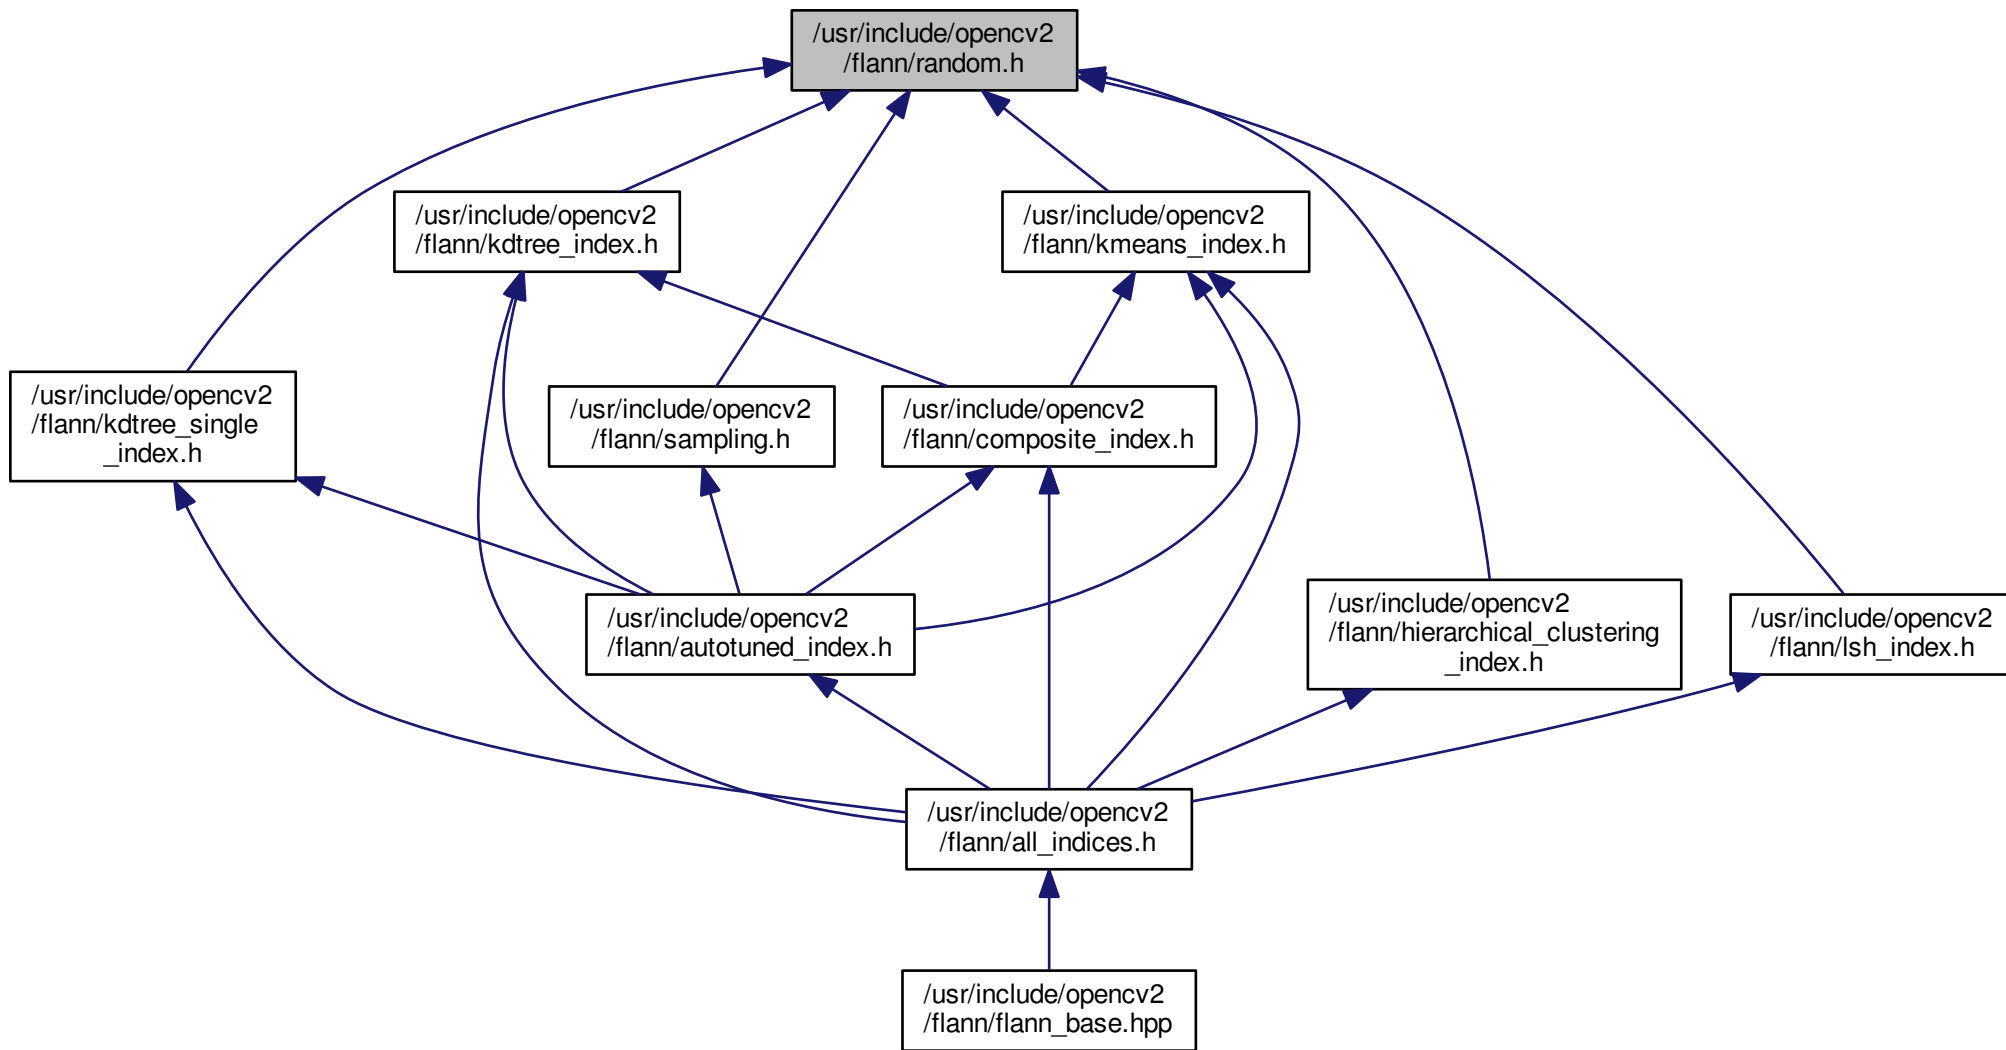 /usr/include/opencv2
/flann/random.h
/usr/include/opencv2
/flann/kdtree_index.h
/usr/include/opencv2
/flann/kmeans_index.h
/usr/include/opencv2
/flann/kdtree_single
_index.h
/usr/include/opencv2
/flann/sampling.h
/usr/include/opencv2
/flann/composite_index.h
/usr/include/opencv2
/flann/autotuned_index.h
/usr/include/opencv2
/flann/hierarchical_clustering
_index.h
/usr/include/opencv2
/flann/lsh_index.h
/usr/include/opencv2
/flann/all_indices.h
/usr/include/opencv2
/flann/flann_base.hpp